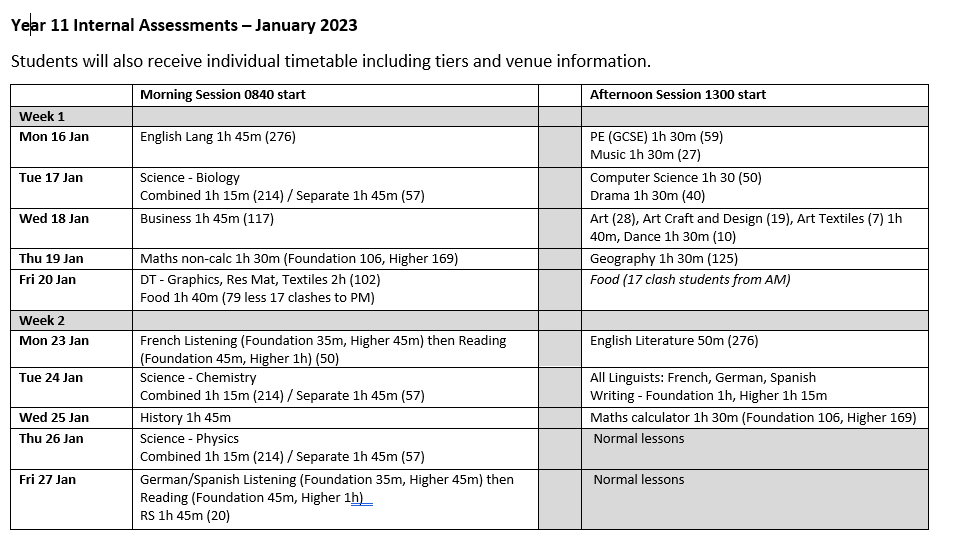 Year 11 Internal Assessments – January 2023
Students will also receive individual timetable including tiers and venue information.
Morning Session 0840 start
Afternoon Session 1300 start
Week 1
Mon 16 Jan
English Lang 1h 45m (276)
PE (GCSE) 1h 30m (59)
Music 1h 30m (27)
Tue 17 Jan
Science - Biology
Combined 1h 15m (214) / Separate 1h 45m (57)
Computer Science 1h 30 (50)
Drama 1h 30m (40)
Wed 18 Jan
Business 1h 45m (117)
Art (28), Art Craft and Design (19), Art Textiles (7) 1h
40m, Dance 1h 30m (10)
Thu 19 Jan
Maths non-calc 1h 30m (Foundation 106, Higher 169)
Geography 1h 30m (125)
Fri 20 Jan
DT - Graphics, Res Mat, Textiles 2h (102)
Food 1h 40m (79 less 17 clashes to PM)
Food (17 clash students from AM)
Week 2
Mon 23 Jan
French Listening (Foundation 35m, Higher 45m) then Reading
(Foundation 45m, Higher 1h) (50)
English Literature 50m (276)
Tue 24 Jan
Science - Chemistry
Combined 1h 15m (214) / Separate 1h 45m (57)
All Linguists: French, German, Spanish
Writing - Foundation 1h, Higher 1h 15m
Wed 25 Jan
History 1h 45m
Maths calculator 1h 30m (Foundation 106, Higher 169)
Thu 26 Jan
Science - Physics
Combined 1h 15m (214) / Separate 1h 45m (57)
Normal lessons
Fri 27 Jan
German/Spanish Listening (Foundation 35m, Higher 45m) then
Reading (Foundation 45m, Higher 1h)
RS 1h 45m (20)
Normal lessons